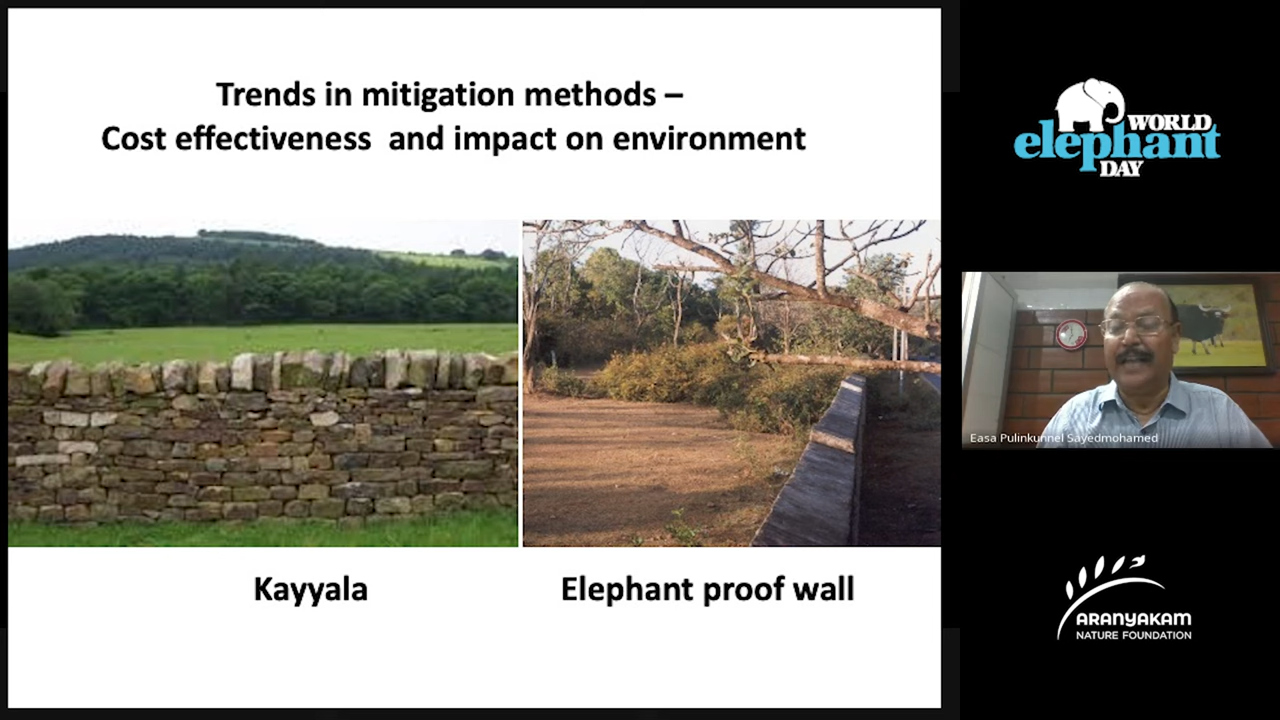 Trends in mitigation methods –
Cost effectiveness and impact on environment
Kayyala
Elephant proof wall
WORLD
elephant
DAY
Easa Pulinkunnel Sayedmohamed
ARANYAKAM
NATURE FOUNDATION